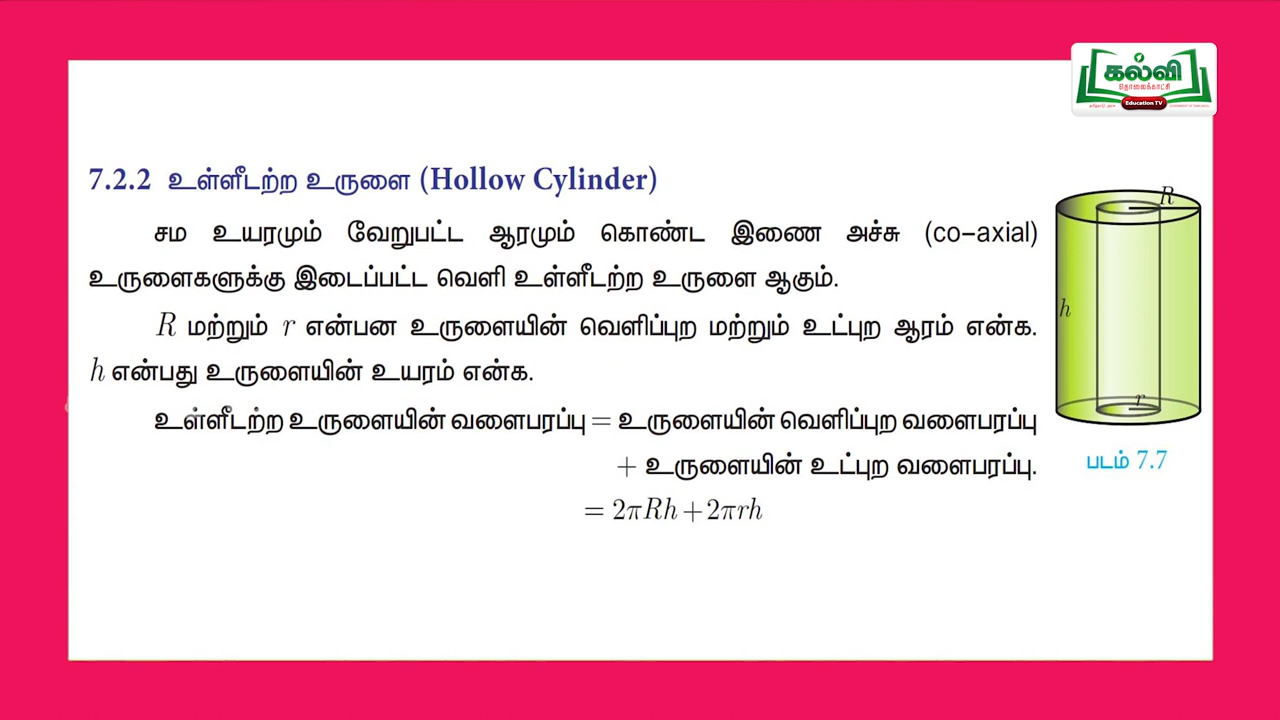 கல்வி
தொலைக்காட்சி
Education TV
7.2.2 உள்ளீடற்ற உருளை (Hollow Cylinder)
சம உயரமும் வேறுபட்ட ஆரமும் கொண்ட இணை அச்சு (co-axial)
உருளைகளுக்கு இடைப்பட்ட வெளி உள்ளீடற்ற உருளை ஆகும்.
R மற்றும் r என்பன உருளையின் வெளிப்புற மற்றும் உட்புற ஆரம் என்க.
h என்பது உருளையின் உயரம் என்க.
உள்ளீடற்ற உருளையின் வளைபரப்பு = உருளையின் வெளிப்புற வளைபரப்பு
+ உருளையின் உட்புற வளைபரப்பு.
= 2πRh + 2πrh
R
h
r
படம் 7.7